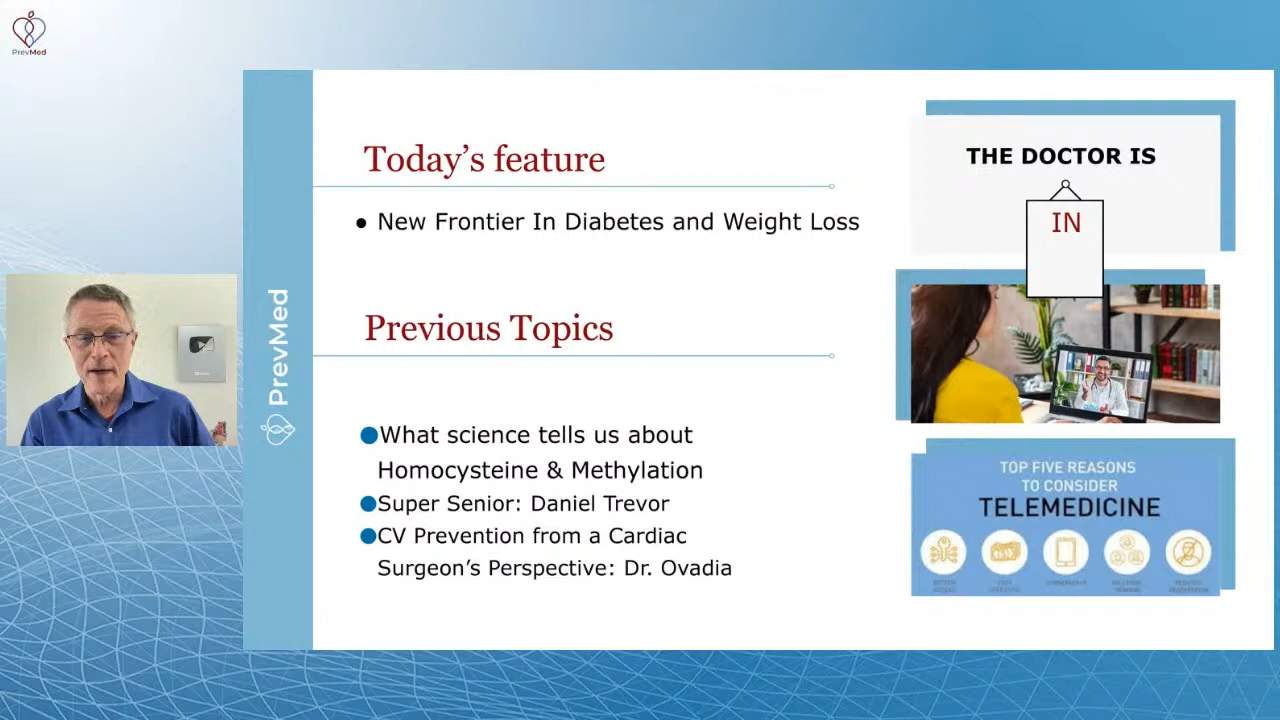 PrevMed
PrevMed
Today's feature
● New Frontier In Diabetes and Weight Loss
Previous Topics
●What science tells us about
Homocysteine & Methylation
●Super Senior: Daniel Trevor
●CV Prevention from a Cardiac
Surgeon's Perspective: Dr. Ovadia
THE DOCTOR IS
IN
TOP FIVE REASONS
TO CONSIDER
TELEMEDICINE